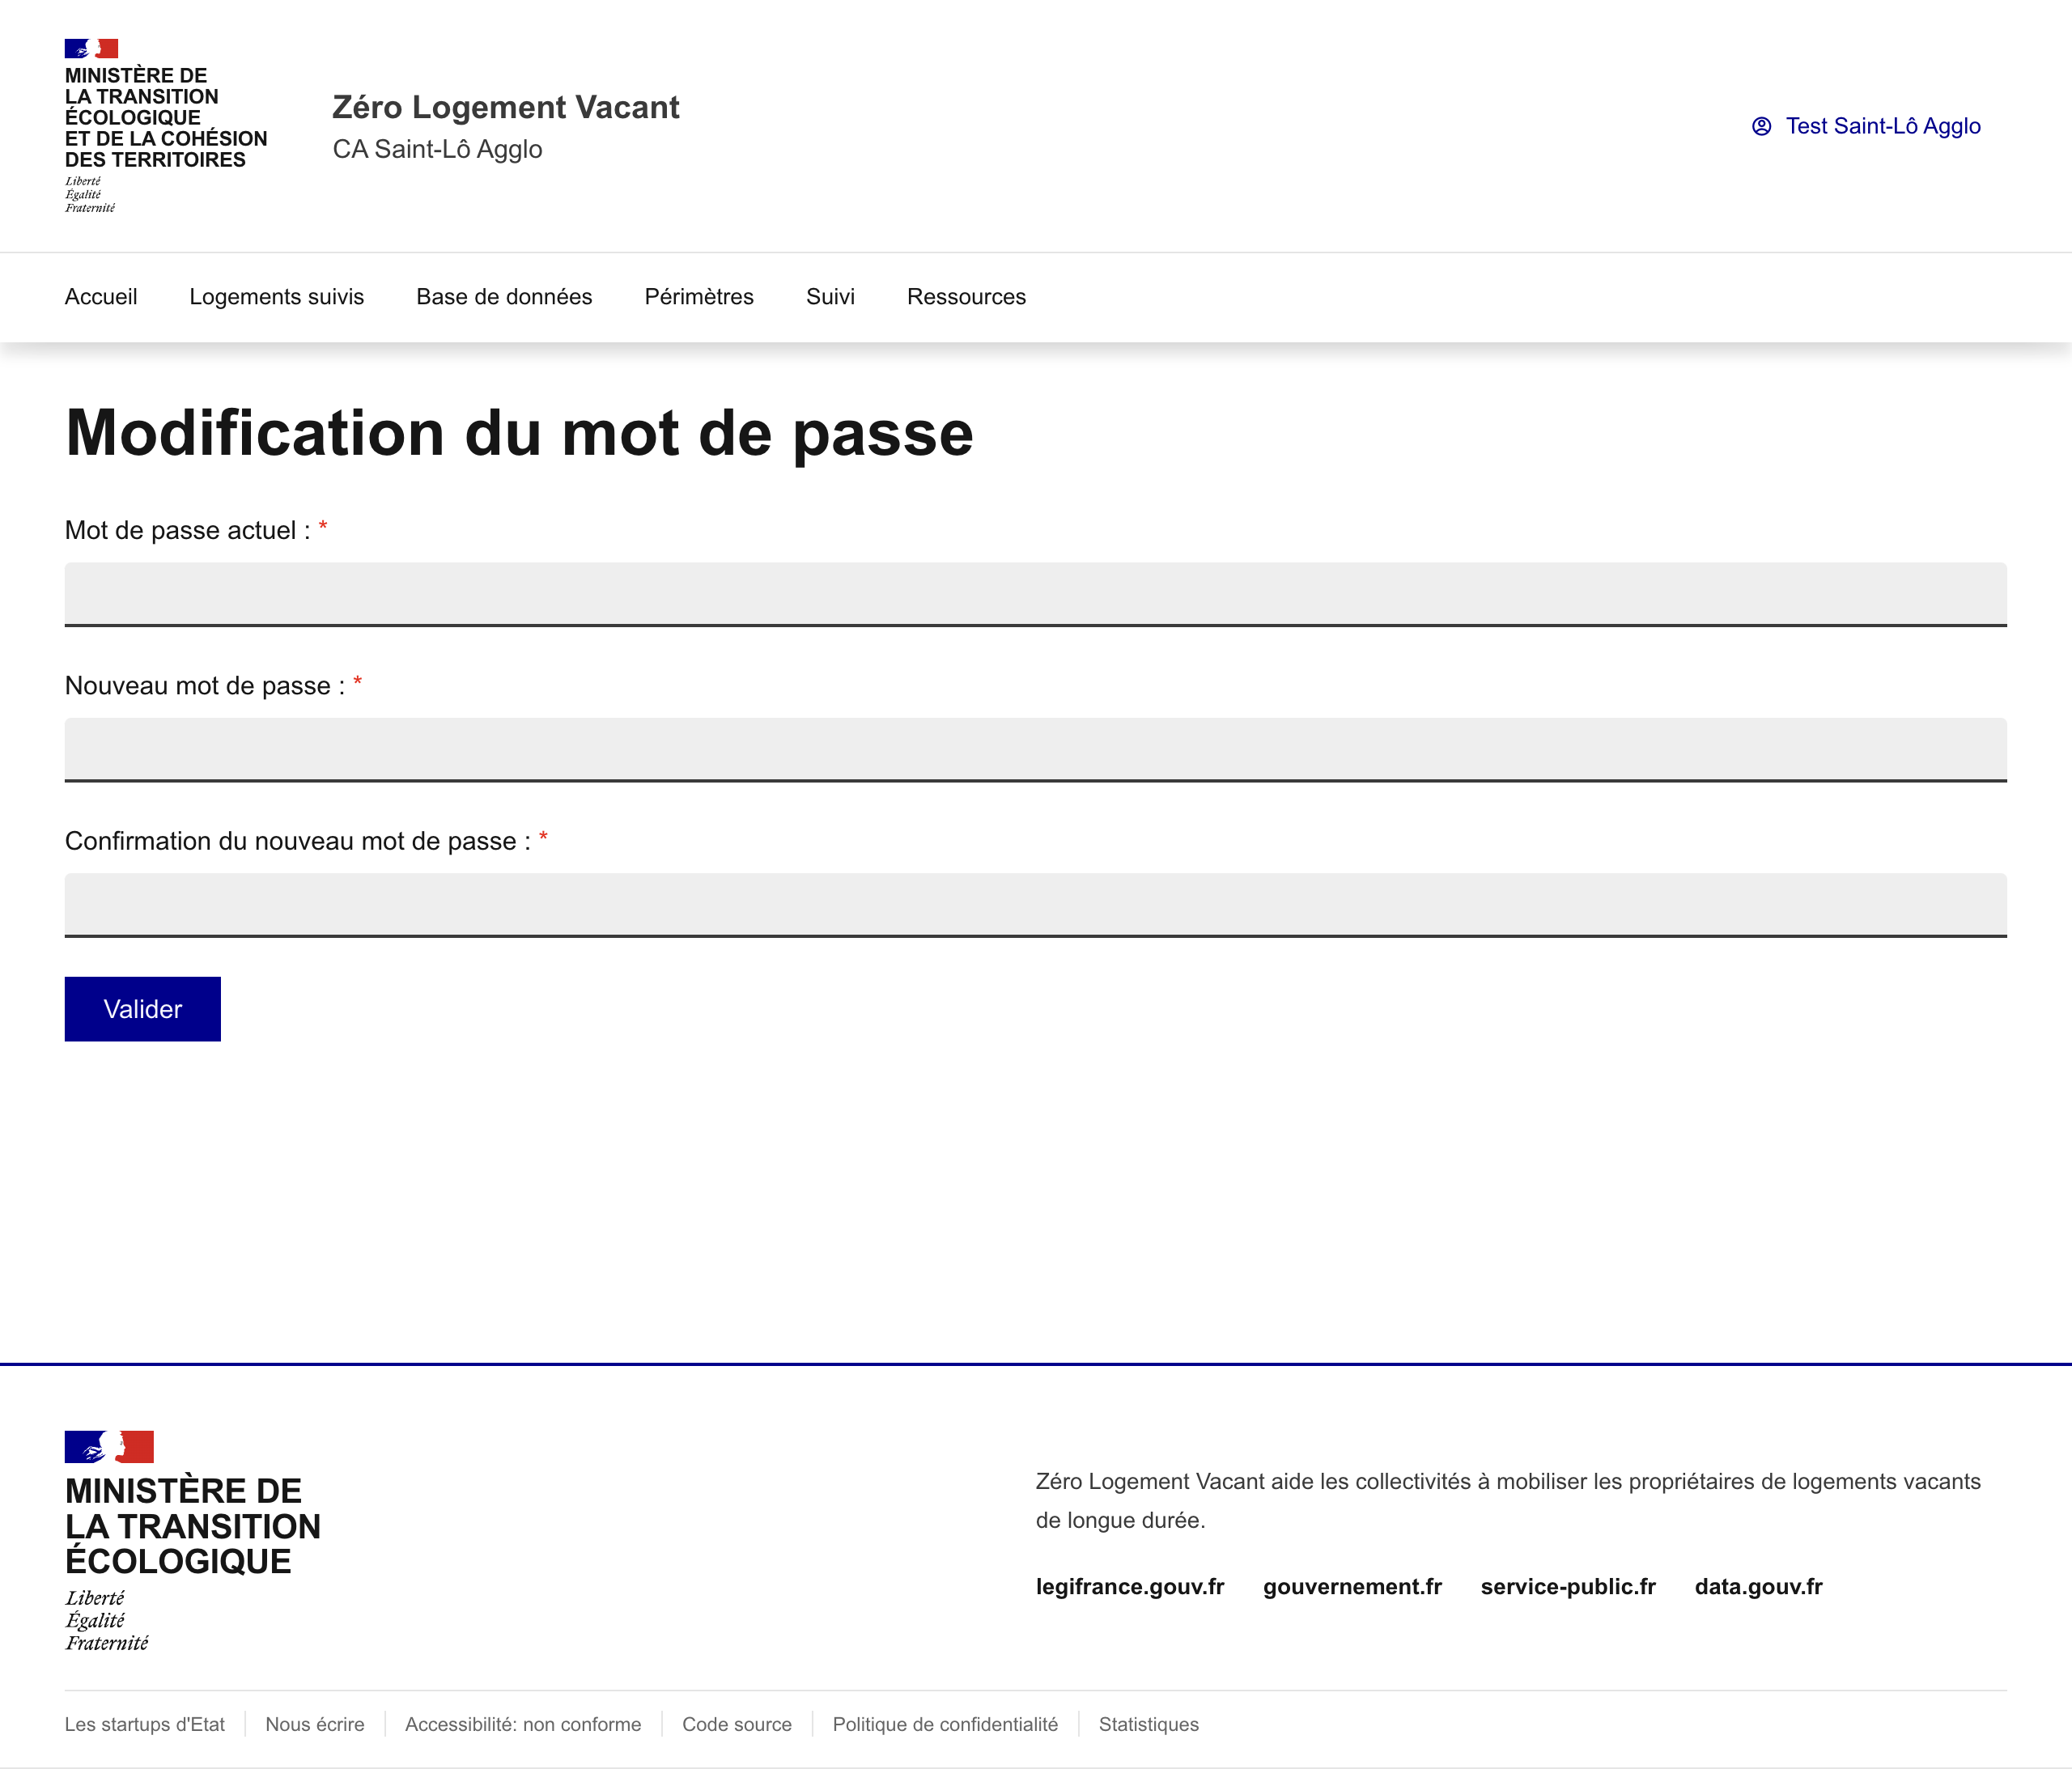 MINISTÈRE DE
LA TRANSITION
ÉCOLOGIQUE
ET DE LA COHÉSION
DES TERRITOIRES
Liberté
Égalité
Fraternité
Zéro Logement Vacant
CA Saint-Lô Agglo
Test Saint-Lô Agglo
Accueil Logements suivis Base de données Périmètres Suivi Ressources
Modification du mot de passe
Mot de passe actuel : *
Nouveau mot de passe : *
Confirmation du nouveau mot de passe : *
Valider
MINISTÈRE DE
LA TRANSITION
ÉCOLOGIQUE
Liberté
Égalité
Fraternité
Zéro Logement Vacant aide les collectivités à mobiliser les propriétaires de logements vacants
de longue durée.
legifrance.gouv.fr gouvernement.fr service-public.fr data.gouv.fr
Les startups d'Etat Nous écrire Accessibilité: non conforme Code source Politique de confidentialité Statistiques